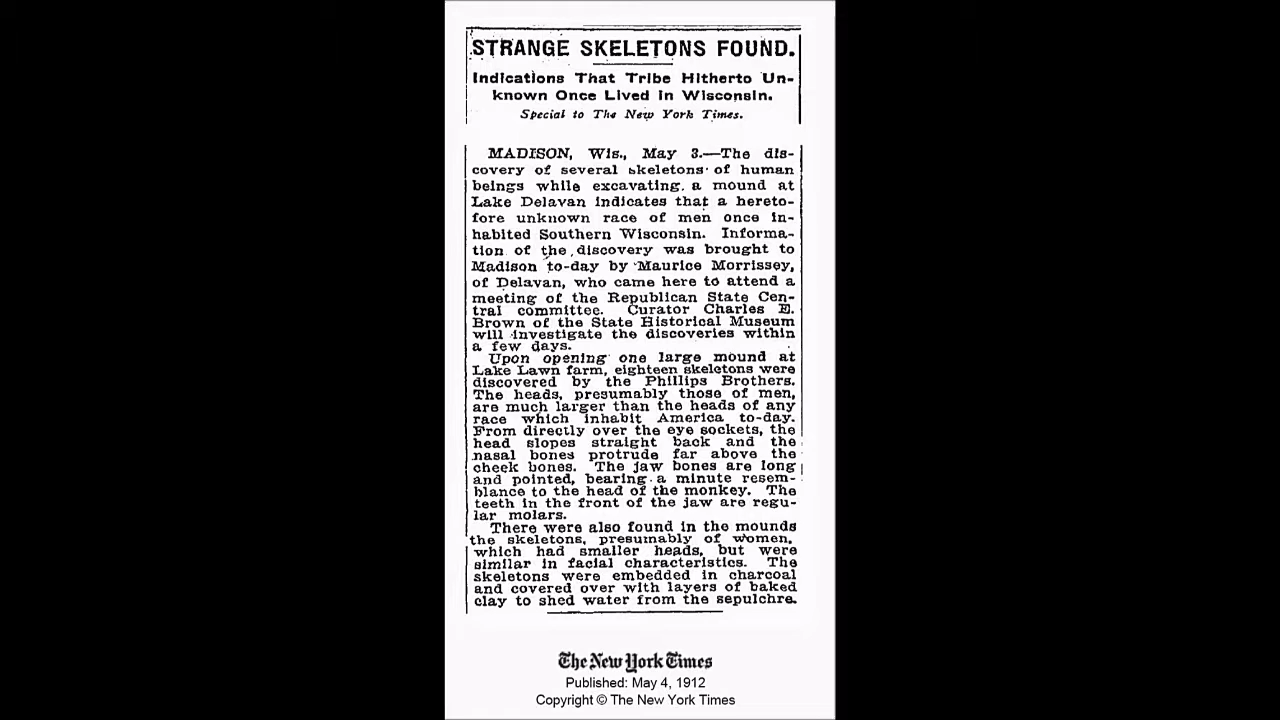 STRANGE SKELETONS FOUND.
Indications That Tribe Hitherto Un-
known Once Lived in Wisconsin.
Special to The New York Times.
MADISON, Wis., May 3.—The dis-
covery of several skeletons of human
beings while excavating a mound at
Lake Delavan indicates that a hereto-
fore unknown race of men once in-
habited Southern Wisconsin. Informa-
tion of the discovery was brought to
Madison to-day by Maurice Morrissey,
of Delavan, who came here to attend a
meeting of the Republican State Cen-
tral committee. Curator Charles E.
Brown of the State Historical Museum
will investigate the discoveries within
a few days.
Upon opening one large mound at
Lake Lawn farm, eighteen skeletons were
discovered by the Phillips Brothers.
The heads, presumably those of men,
are much larger than the heads of any
race which inhabit America to-day.
From directly over the eye sockets, the
head slopes straight back and the
nasal bones protrude far above the
cheek bones. The jaw bones are long
and pointed, bearing a minute resem-
blance to the head of the monkey. The
teeth in the front of the jaw are regu-
lar molars.
There were also found in the mounds
the skeletons, presumably of women,
which had smaller heads, but were
similar in facial characteristics. The
skeletons were embedded in charcoal
and covered over with layers of baked
clay to shed water from the sepulchre.
The New York Times
Published: May 4, 1912
Copyright © The New York Times